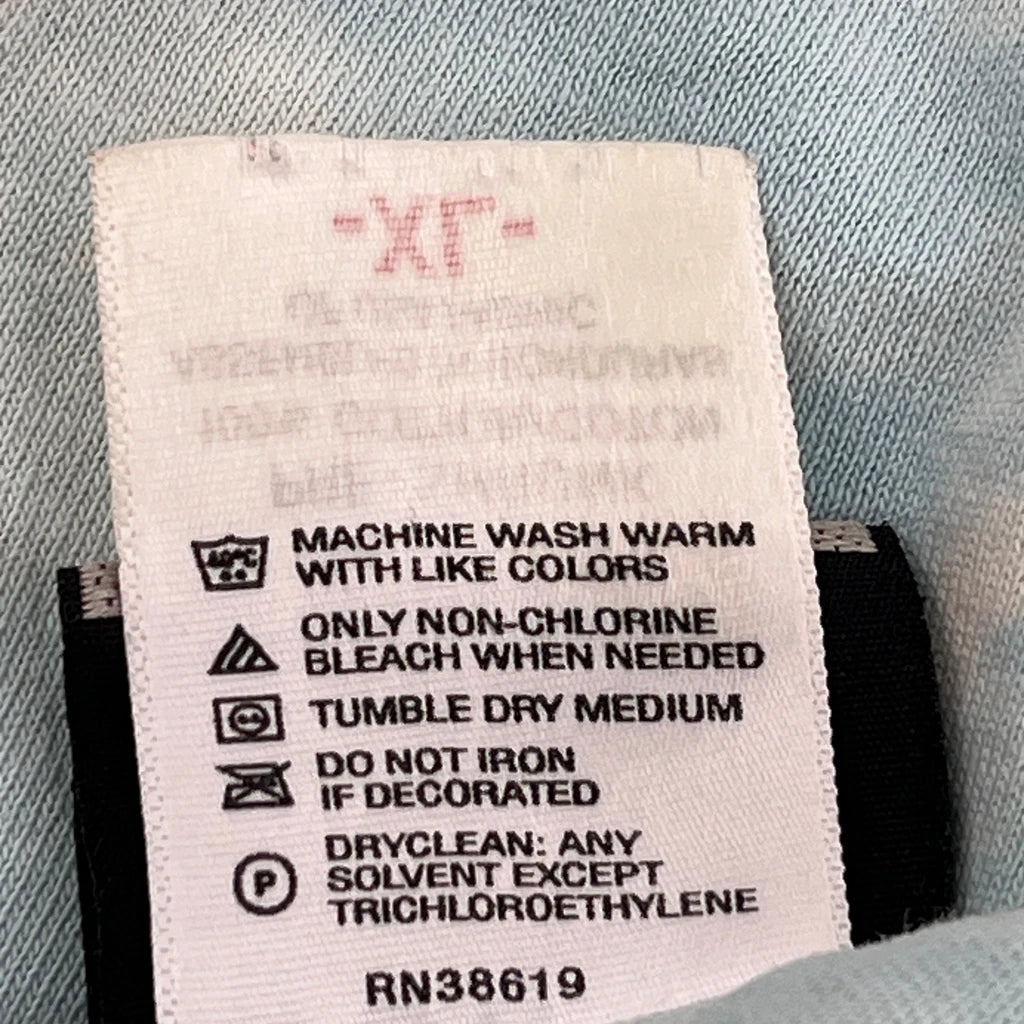 -XL-
40°C
MACHINE WASH WARM
WITH LIKE COLORS
ONLY NON-CHLORINE
BLEACH WHEN NEEDED
TUMBLE DRY MEDIUM
DO NOT IRON
IF DECORATED
P
DRYCLEAN: ANY
SOLVENT EXCEPT
TRICHLOROETHYLENE
RN38619